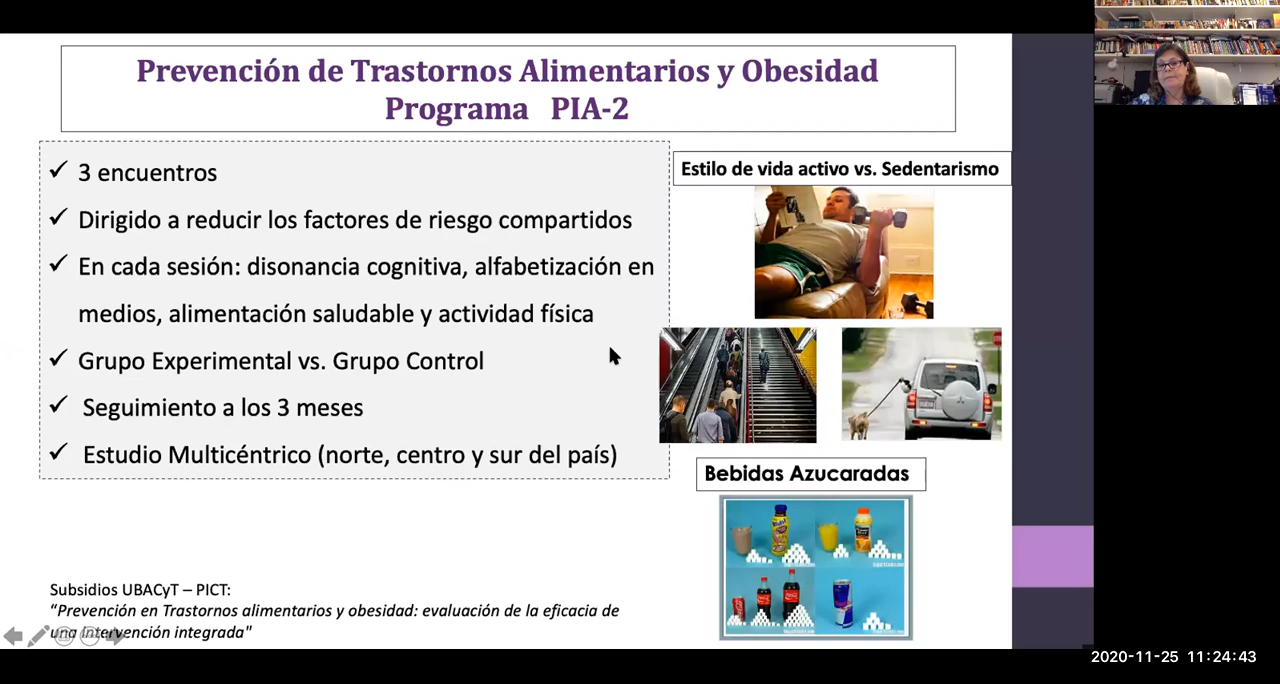 Prevención de Trastornos Alimentarios y Obesidad
Programa PIA-2
✓ 3 encuentros
✓ Dirigido a reducir los factores de riesgo compartidos
✓ En cada sesión: disonancia cognitiva, alfabetización en
medios, alimentación saludable y actividad física
✓ Grupo Experimental vs. Grupo Control
✓ Seguimiento a los 3 meses
✓ Estudio Multicéntrico (norte, centro y sur del país)
Estilo de vida activo vs. Sedentarismo
Bebidas Azucaradas
Subsidios UBACyT – PICT:
“Prevención en Trastornos alimentarios y obesidad: evaluación de la eficacia de
una intervención integrada"
2020-11-25 11:24:43